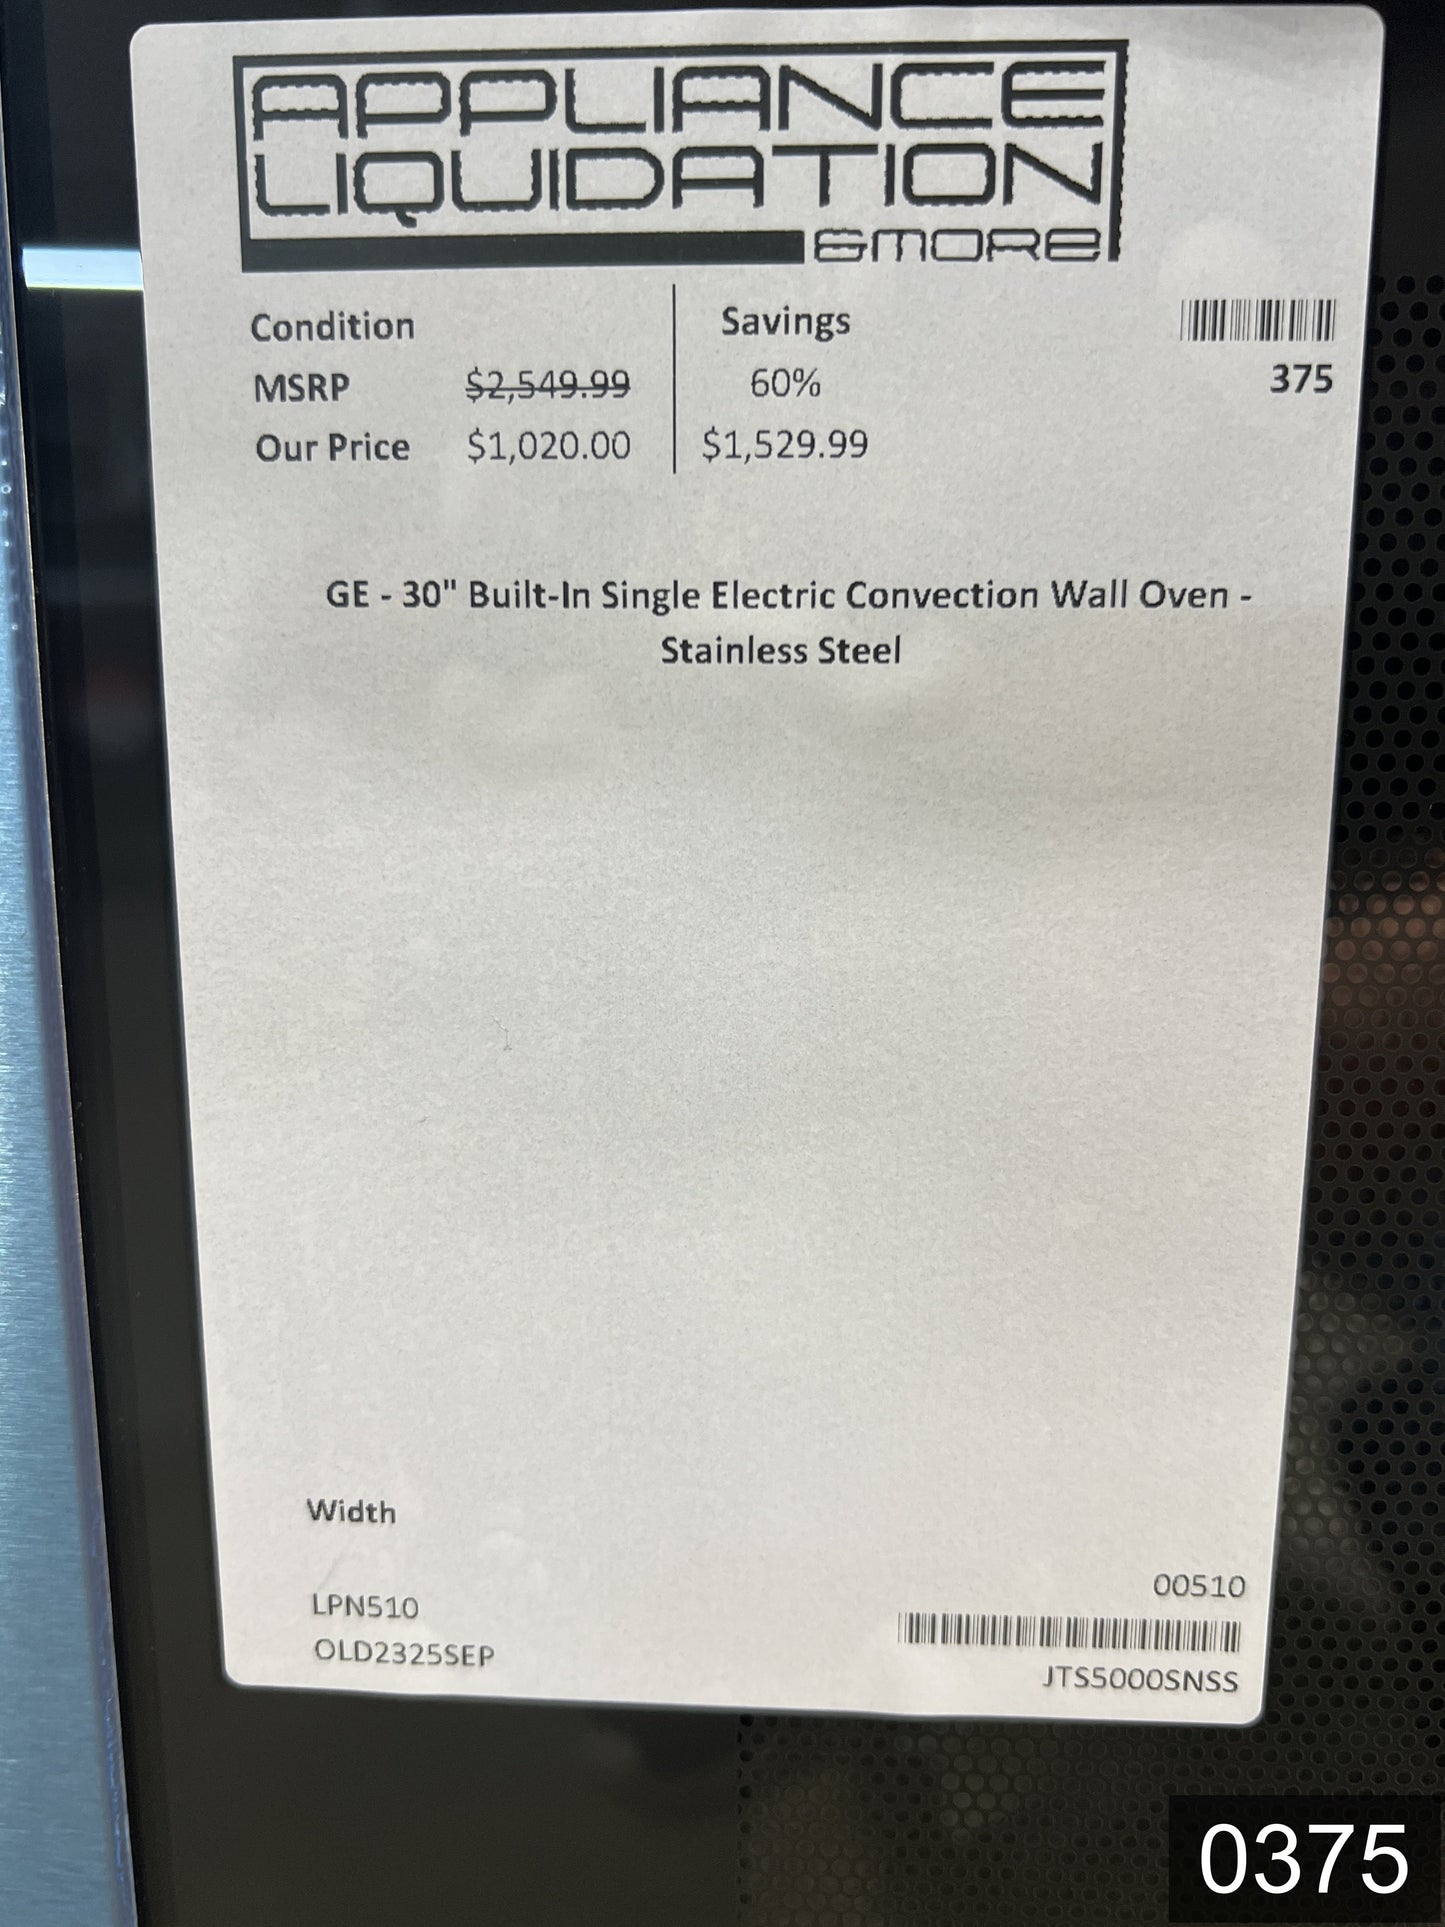 APPLIANCE
LIQUIDATION
&MORE
Condition
Savings
MSRP $2,549.99 60%
375
Our Price $1,020.00 $1,529.99
GE - 30" Built-In Single Electric Convection Wall Oven -
Stainless Steel
Width
00510
LPN510
OLD2325SEP
JTS5000SNSS
0375